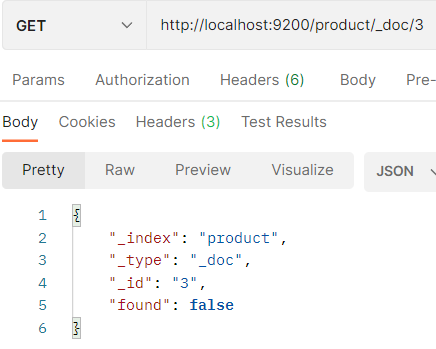 GET http://localhost:9200/product/_doc/3
Params Authorization Headers (6) Body Pre-
Body Cookies Headers (3) Test Results
Pretty Raw Preview Visualize JSON
1 {
2 "_index": "product",
3 "_type": "_doc",
4 "_id": "3",
5 "found": false
6 }